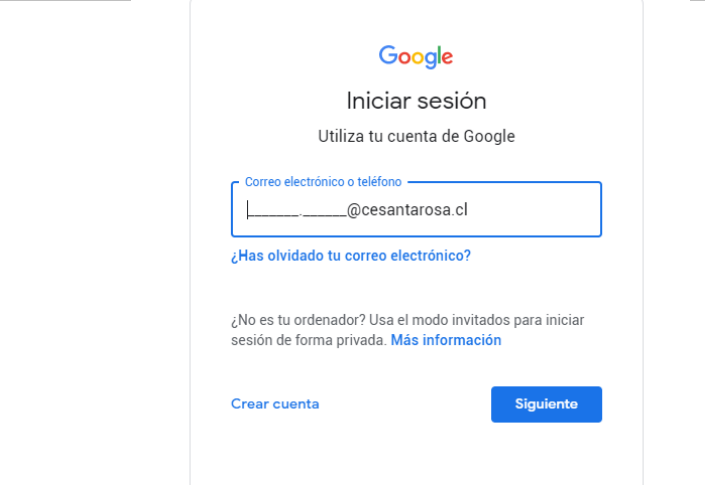 Google
Iniciar sesión
Utiliza tu cuenta de Google
Correo electrónico o teléfono
_______.______@cesantarosa.cl
¿Has olvidado tu correo electrónico?
¿No es tu ordenador? Usa el modo invitados para iniciar
sesión de forma privada. Más información
Crear cuenta
Siguiente